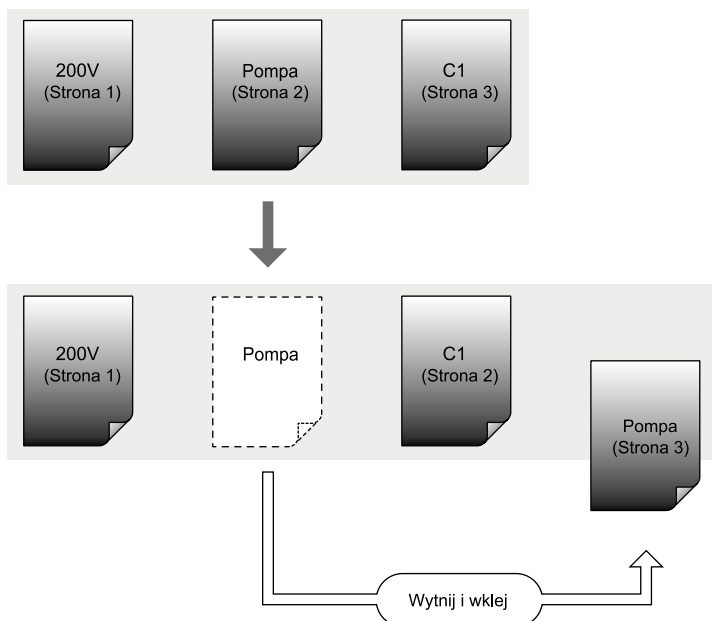 200V
(Strona 1)
Pompa
(Strona 2)
C1
(Strona 3)
200V
(Strona 1)
Pompa
C1
(Strona 2)
Pompa
(Strona 3)
Wytnij i wklej